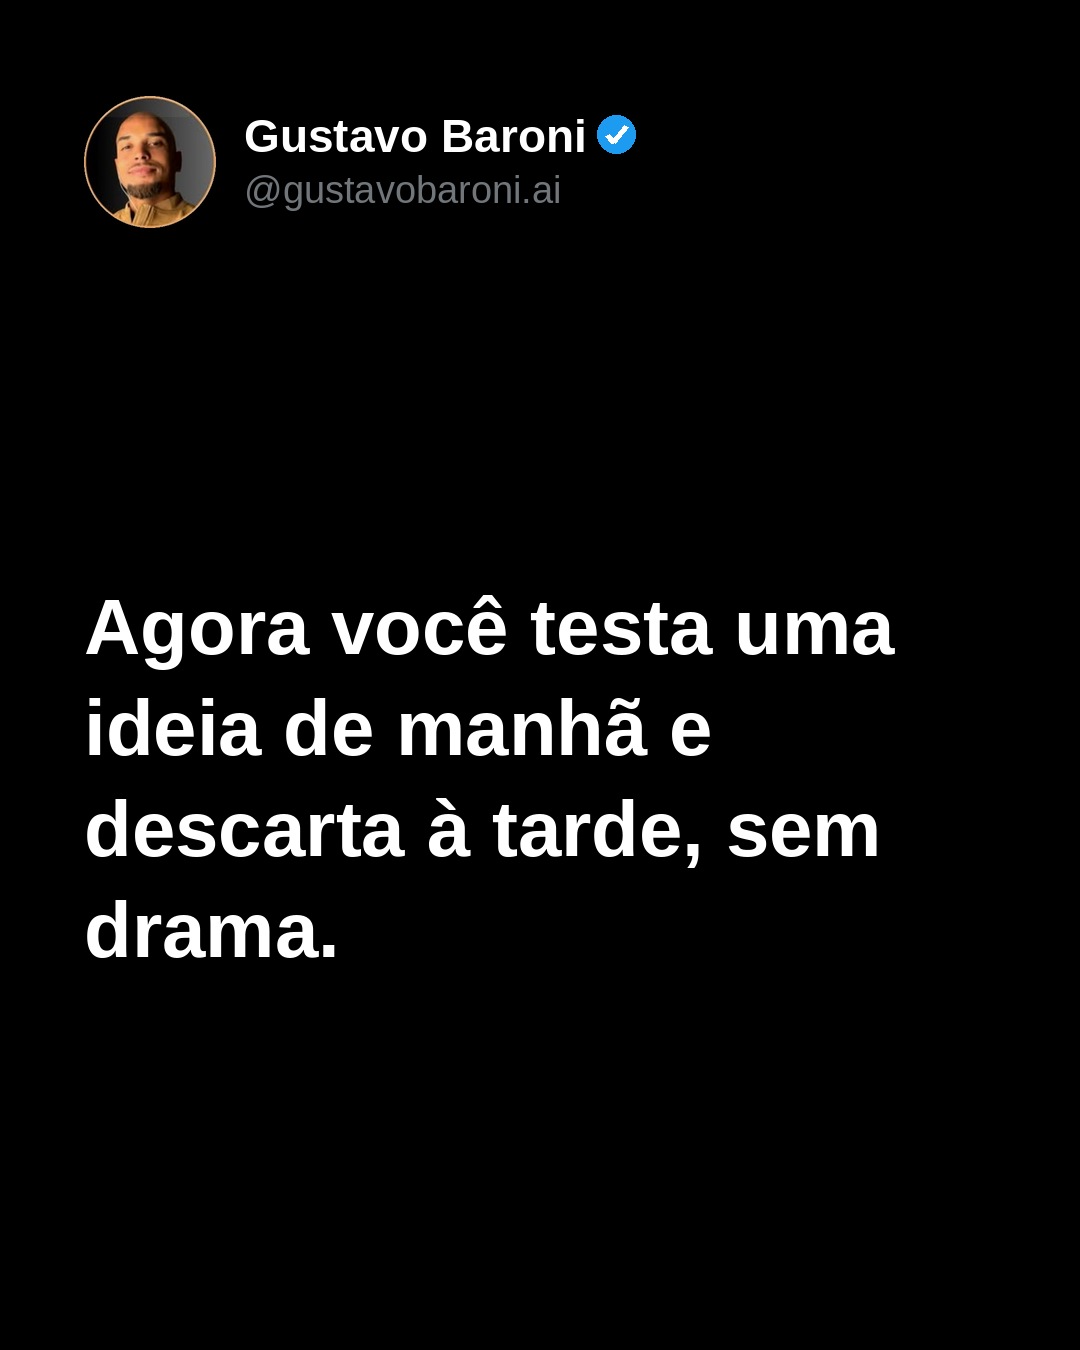 Gustavo Baroni
@gustavobaroni.ai
Agora você testa uma
ideia de manhã e
descarta à tarde, sem
drama.